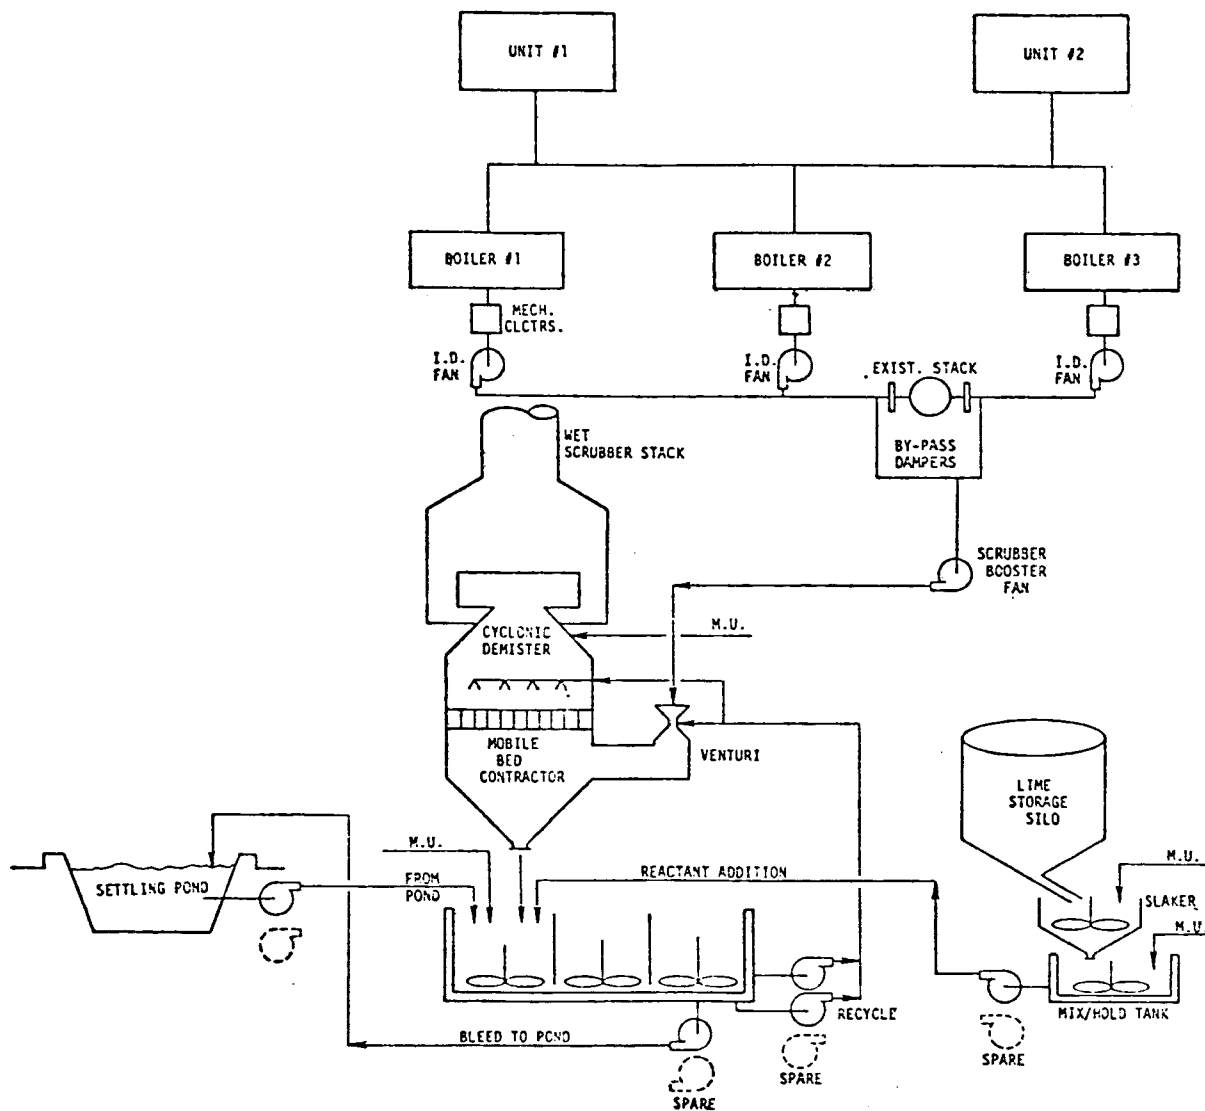 UNIT #1
UNIT #2
BOILER #1
BOILER #2
BOILER #3
MECH.
CLCTRS.
I.D.
FAN
I.D.
FAN
EXIST. STACK
I.D.
FAN
WET
SCRUBBER STACK
BY-PASS
DAMPERS
SCRUBBER
BOOSTER
FAN
M.U.
CYCLONIC
DEMISTER
MOBILE
BED
CONTRACTOR
VENTURI
LIME
STORAGE
SILO
M.U.
M.U.
SETTLING POND
FROM
POND
REACTANT ADDITION
SLAKER
M.U.
RECYCLE
MIX/HOLD TANK
BLEED TO POND
SPARE
SPARE
SPARE